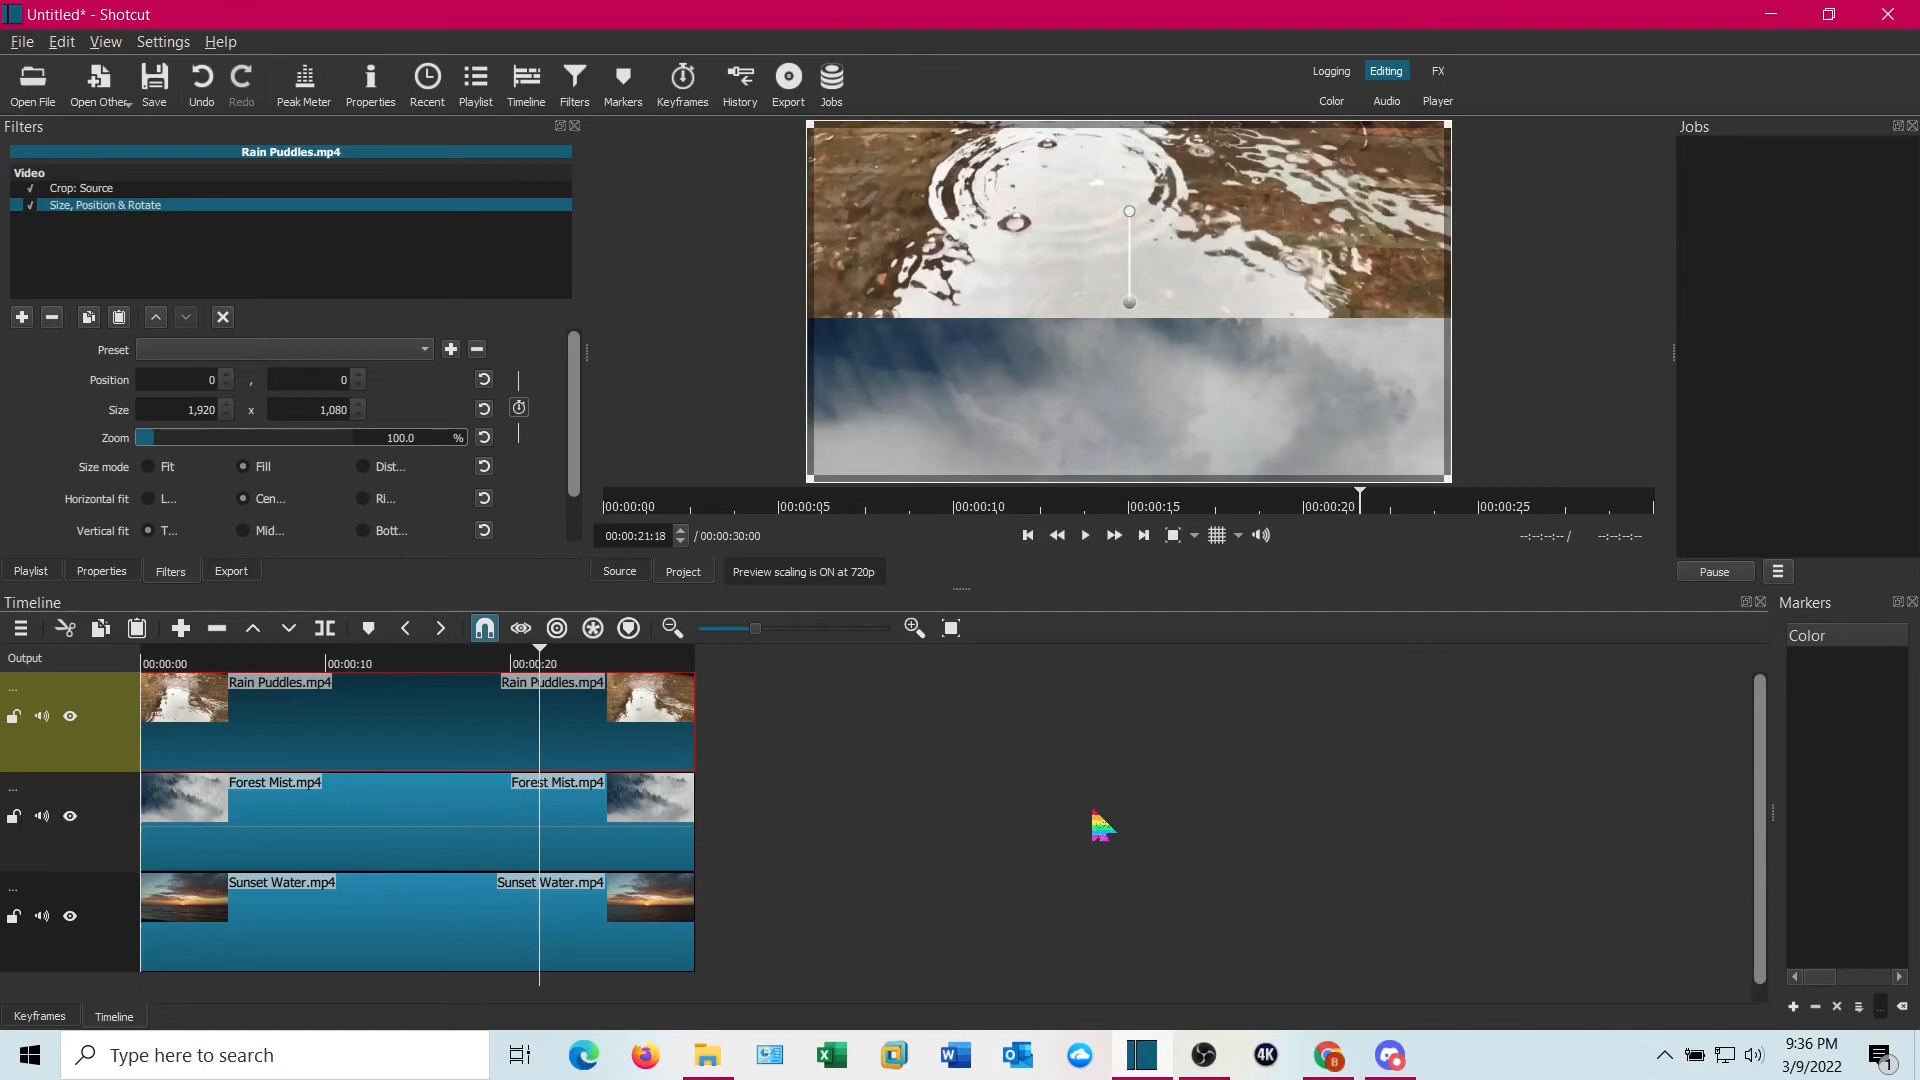 Untitled* - Shotcut
File Edit View Settings Help
Open File Open Other.. Save Undo Redo Peak Meter Properties Recent Playlist Timeline Filters Markers Keyframes History Export Jobs
Logging Editing FX
Color Audio Player
Filters
Rain Puddles.mp4
Video
Crop: Source
Size, Position & Rotate
Preset
Position 0 , 0
Size 1,920 x 1,080
Zoom 100.0 %
Size mode Fit Fill Dist...
Horizontal fit L... Cen... Ri...
Vertical fit T... Mid... Bott...
Playlist Properties Filters Export
00:00:00 00:00:05 00:00:10 00:00:15 00:00:20 00:00:25
00:00:21:18 / 00:00:30:00
--:--:--:-- / --:--:--:--
Source Project Preview scaling is ON at 720p
Jobs
Pause
Timeline
Output
00:00:00 00:00:10 00:00:20
...
Rain Puddles.mp4 Rain Puddles.mp4
...
Forest Mist.mp4 Forest Mist.mp4
...
Sunset Water.mp4 Sunset Water.mp4
Markers
Color
...
Keyframes Timeline
Type here to search
4K
B
9:36 PM
3/9/2022
1